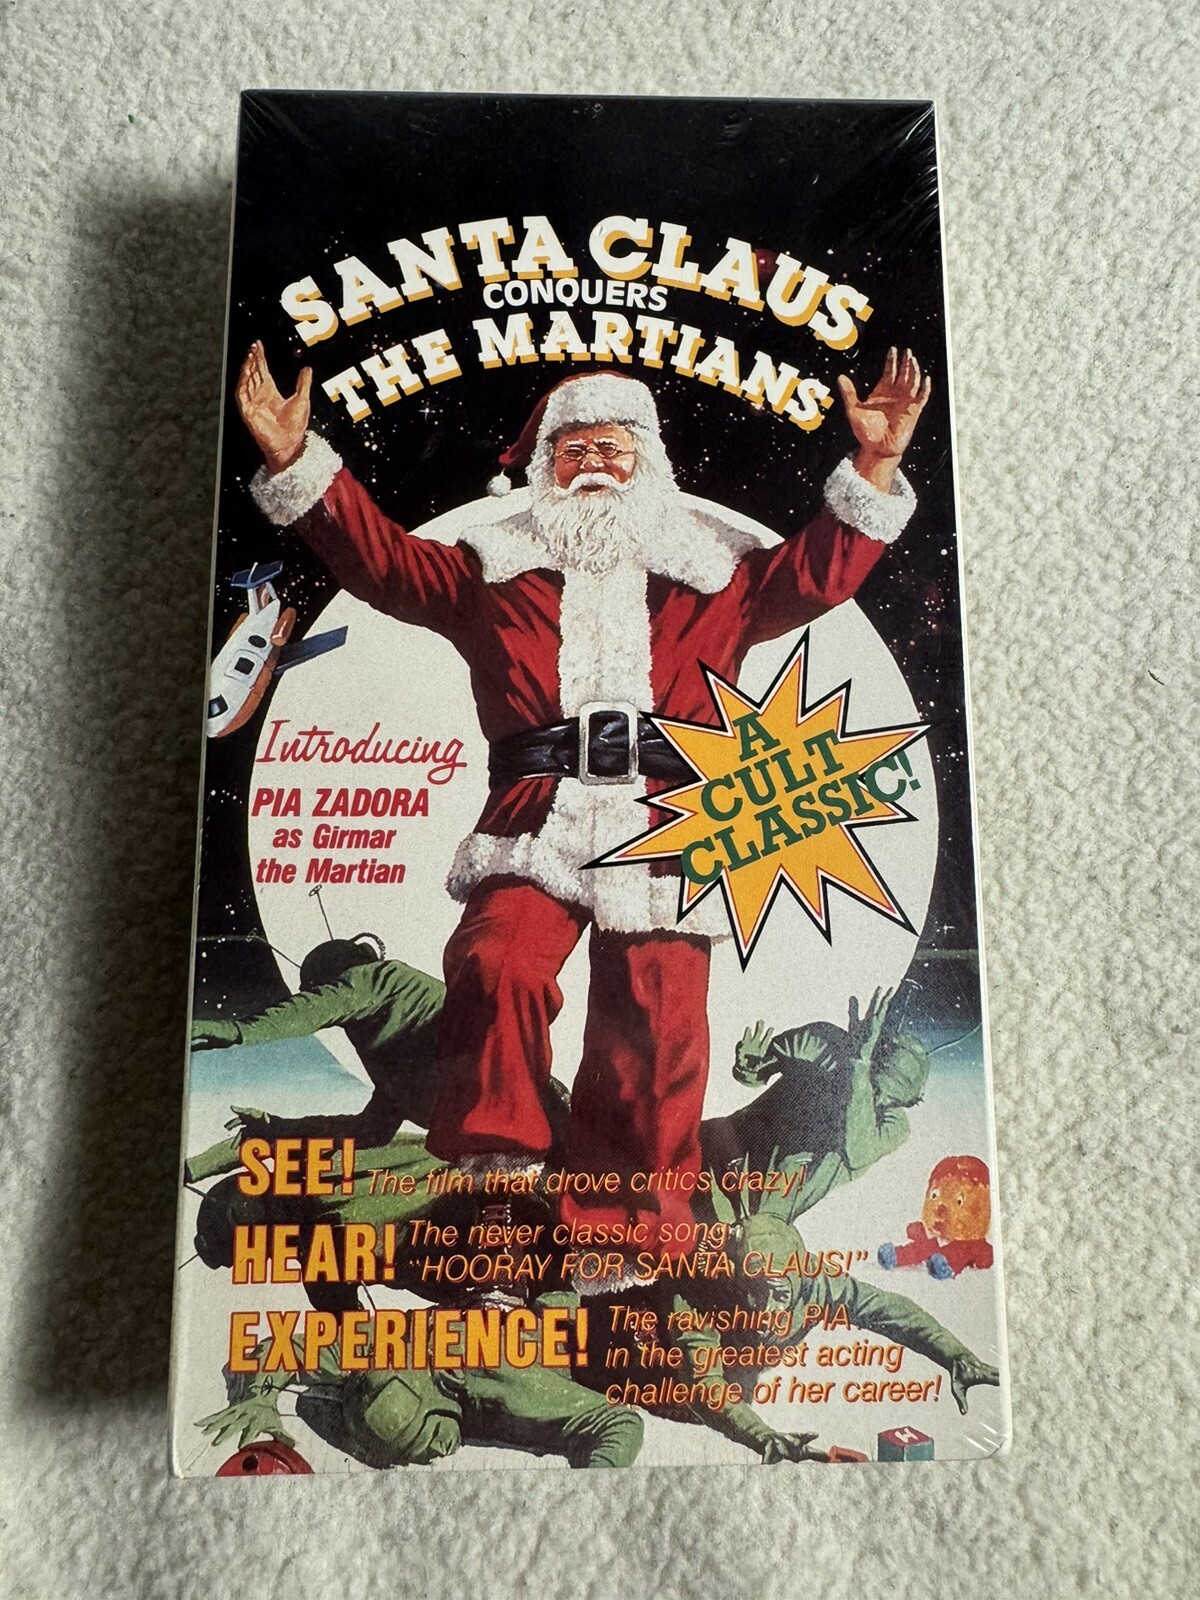 SANTA CLAUS
CONQUERS
THE MARTIANS
Introducing
PIA ZADORA
as Girmar
the Martian
A
CULT
CLASSIC!
SEE! The film that drove critics crazy!
HEAR! The never classic song
"HOORAY FOR SANTA CLAUS!"
EXPERIENCE! The ravishing PIA
in the greatest acting
challenge of her career!
H